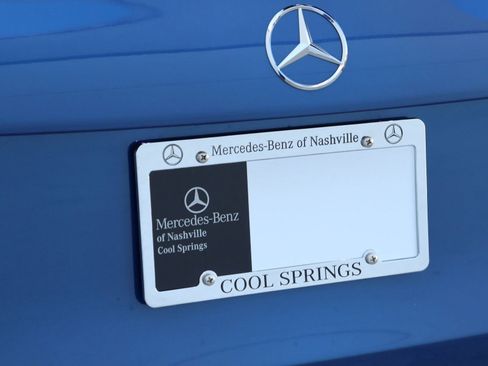 Mercedes-Benz of Nashville
Mercedes-Benz
of Nashville
Cool Springs
COOL SPRINGS